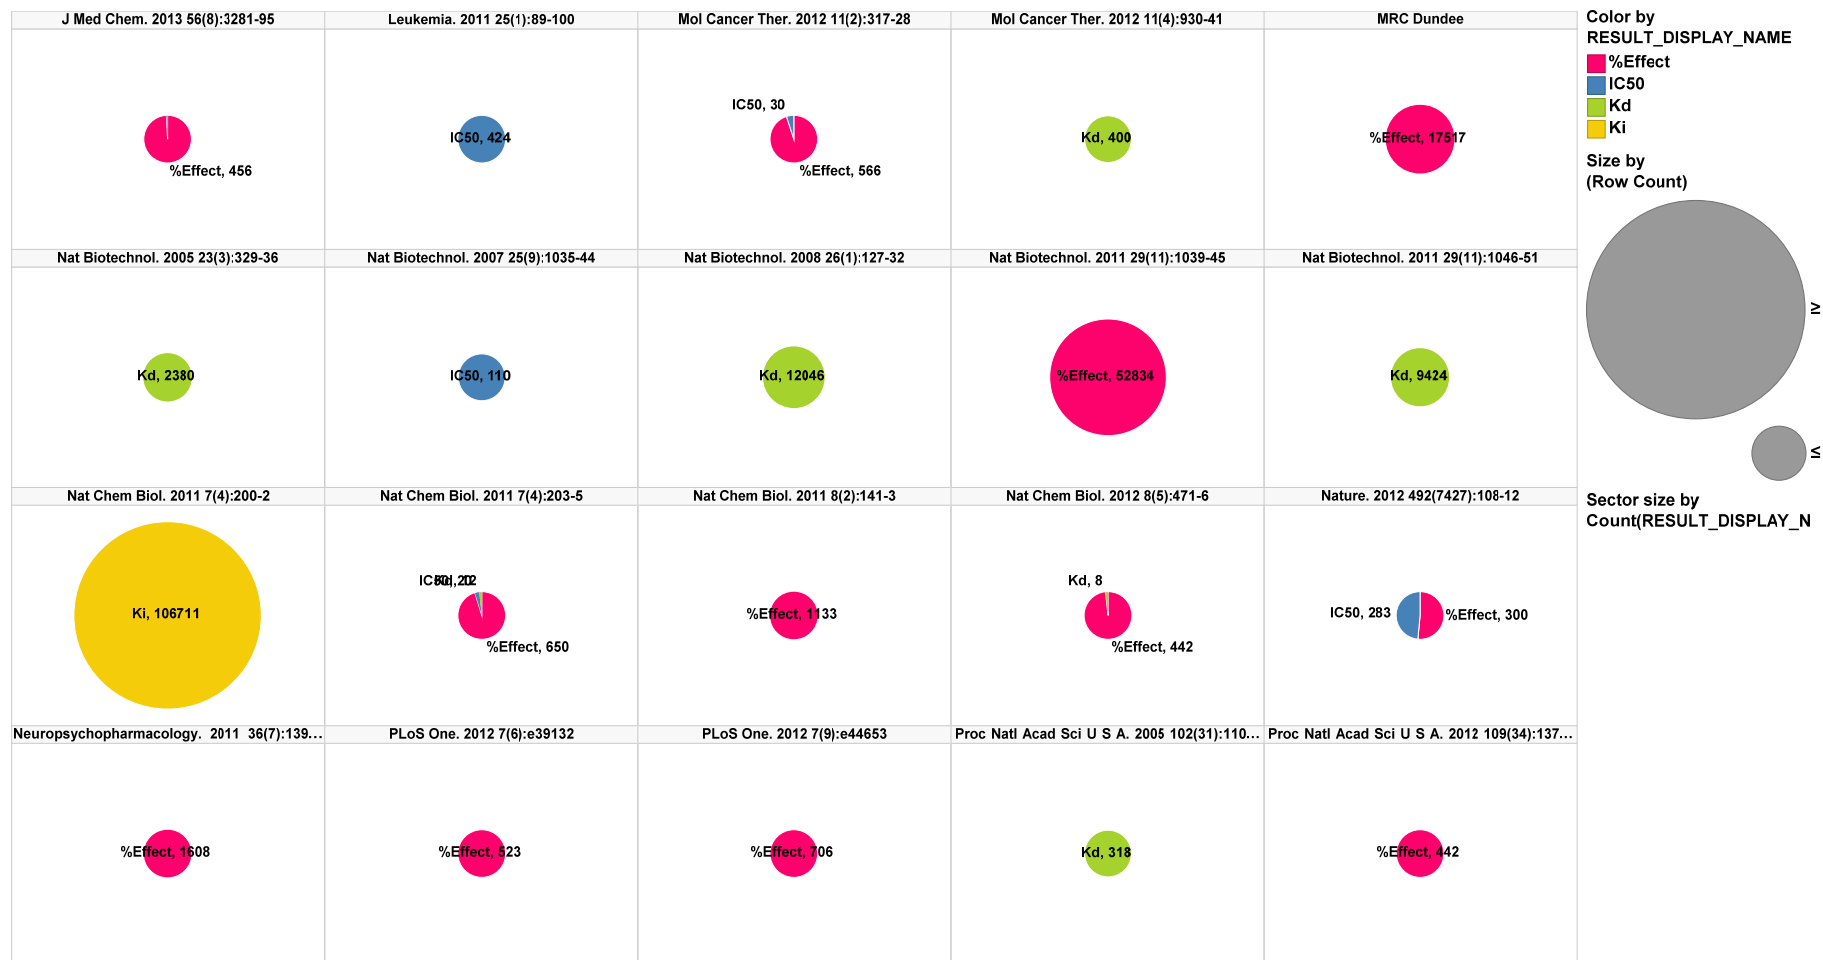 J Med Chem. 2013 56(8):3281-95
Leukemia. 2011 25(1):89-100
Mol Cancer Ther. 2012 11(2):317-28
Mol Cancer Ther. 2012 11(4):930-41
MRC Dundee
%Effect, 456
IC50, 424
IC50, 30
%Effect, 566
Kd, 400
%Effect, 17517
Nat Biotechnol. 2005 23(3):329-36
Nat Biotechnol. 2007 25(9):1035-44
Nat Biotechnol. 2008 26(1):127-32
Nat Biotechnol. 2011 29(11):1039-45
Nat Biotechnol. 2011 29(11):1046-51
Kd, 2380
IC50, 110
Kd, 12046
%Effect, 52834
Kd, 9424
Nat Chem Biol. 2011 7(4):200-2
Nat Chem Biol. 2011 7(4):203-5
Nat Chem Biol. 2011 8(2):141-3
Nat Chem Biol. 2012 8(5):471-6
Nature. 2012 492(7427):108-12
Ki, 106711
IC50, 20
Kd, 12
%Effect, 650
%Effect, 1133
Kd, 8
%Effect, 442
IC50, 283
%Effect, 300
Neuropsychopharmacology. 2011 36(7):139...
PLoS One. 2012 7(6):e39132
PLoS One. 2012 7(9):e44653
Proc Natl Acad Sci U S A. 2005 102(31):110...
Proc Natl Acad Sci U S A. 2012 109(34):137...
%Effect, 1608
%Effect, 523
%Effect, 706
Kd, 318
%Effect, 442
Color by
RESULT_DISPLAY_NAME
%Effect
IC50
Kd
Ki
Size by
(Row Count)
≥
≤
Sector size by
Count(RESULT_DISPLAY_N